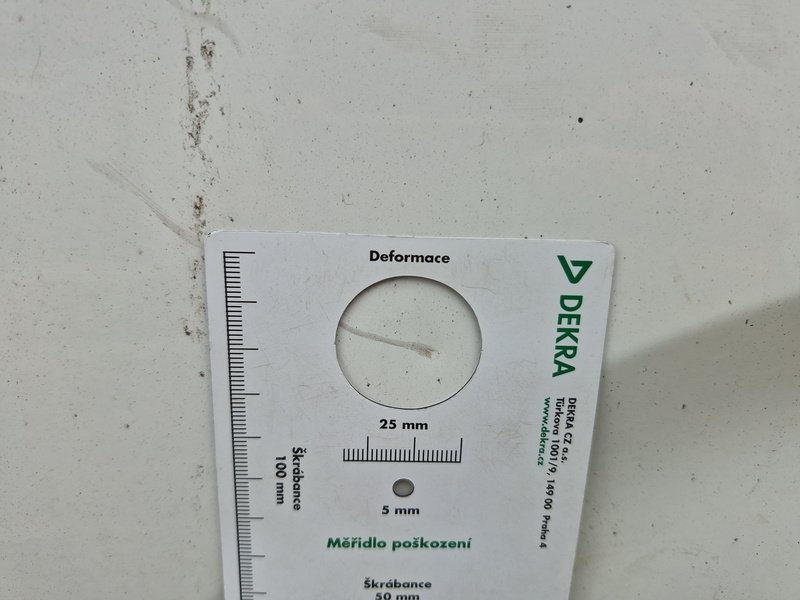 Deformace
25 mm
5 mm
Měřidlo poškození
Škrábance
50 mm
Škrábance
100 mm
DEKRA
DEKRA CZ a.s.
Türkova 1001/9, 149 00 Praha 4
www.dekra.cz